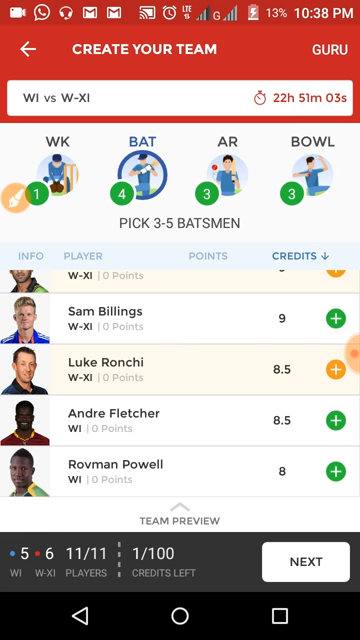 LTE G 13% 10:38 PM
CREATE YOUR TEAM GURU
WI vs W-XI 22h 51m 03s
WK BAT AR BOWL
1 4 3 3
PICK 3-5 BATSMEN
INFO PLAYER POINTS CREDITS ↓
W-XI | 0 Points
Sam Billings
W-XI | 0 Points 9
Luke Ronchi
W-XI | 0 Points 8.5
Andre Fletcher
WI | 0 Points 8.5
Rovman Powell
WI | 0 Points 8
TEAM PREVIEW
5 6 11/11 1/100 NEXT
WI W-XI PLAYERS CREDITS LEFT